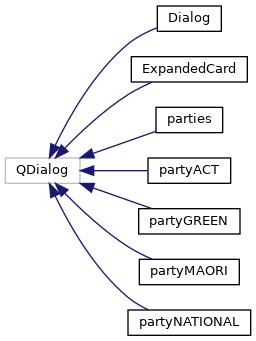 Dialog
ExpandedCard
parties
QDialog
partyACT
partyGREEN
partyMAORI
partyNATIONAL